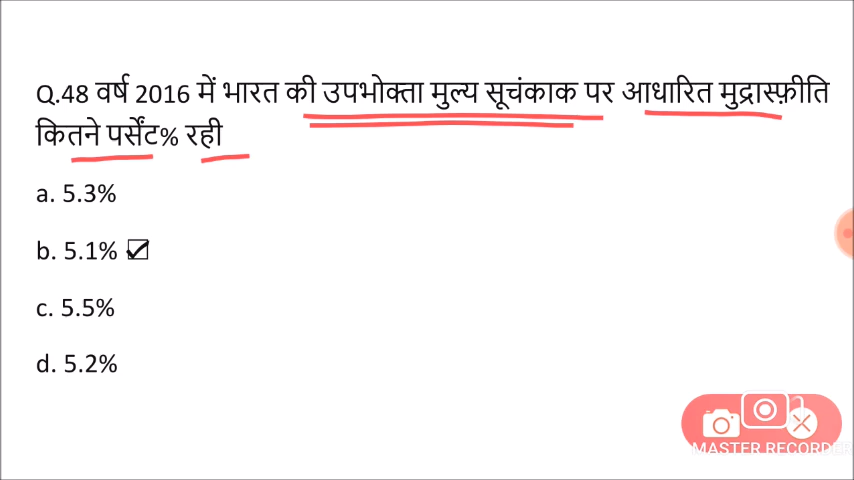 Q.48 वर्ष 2016 में भारत की उपभोक्ता मुल्य सूचंकाक पर आधारित मुद्रास्फ़ीति
कितने पर्सेंट% रही
a. 5.3%
b. 5.1%
c. 5.5%
d. 5.2%
MASTER RECORDER